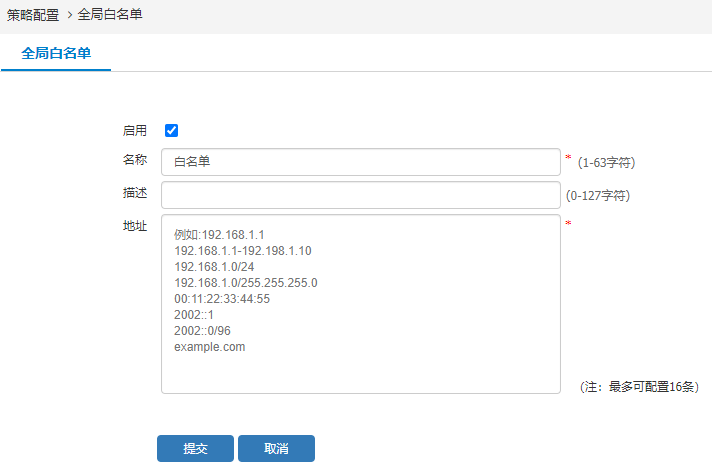 策略配置 > 全局白名单
全局白名单
启用
名称 白名单 * (1-63字符)
描述 (0-127字符)
地址 *
例如:192.168.1.1
192.168.1.1-192.198.1.10
192.168.1.0/24
192.168.1.0/255.255.255.0
00:11:22:33:44:55
2002::1
2002::0/96
example.com
(注：最多可配置16条)
提交 取消